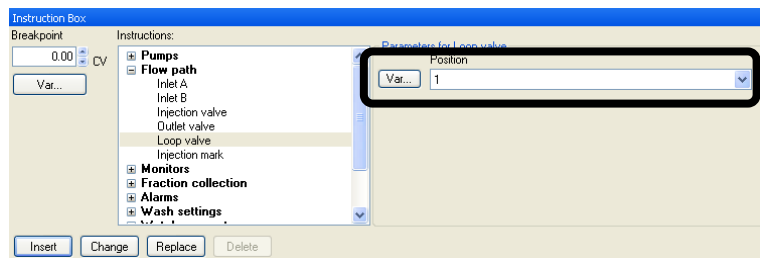 Instruction Box
Breakpoint
Instructions:
0.00 CV
Var...
Pumps
Flow path
Inlet A
Inlet B
Injection valve
Outlet valve
Loop valve
Injection mark
Monitors
Fraction collection
Alarms
Wash settings
Parameters for Loop valve
Position
Var... 1
Insert Change Replace Delete